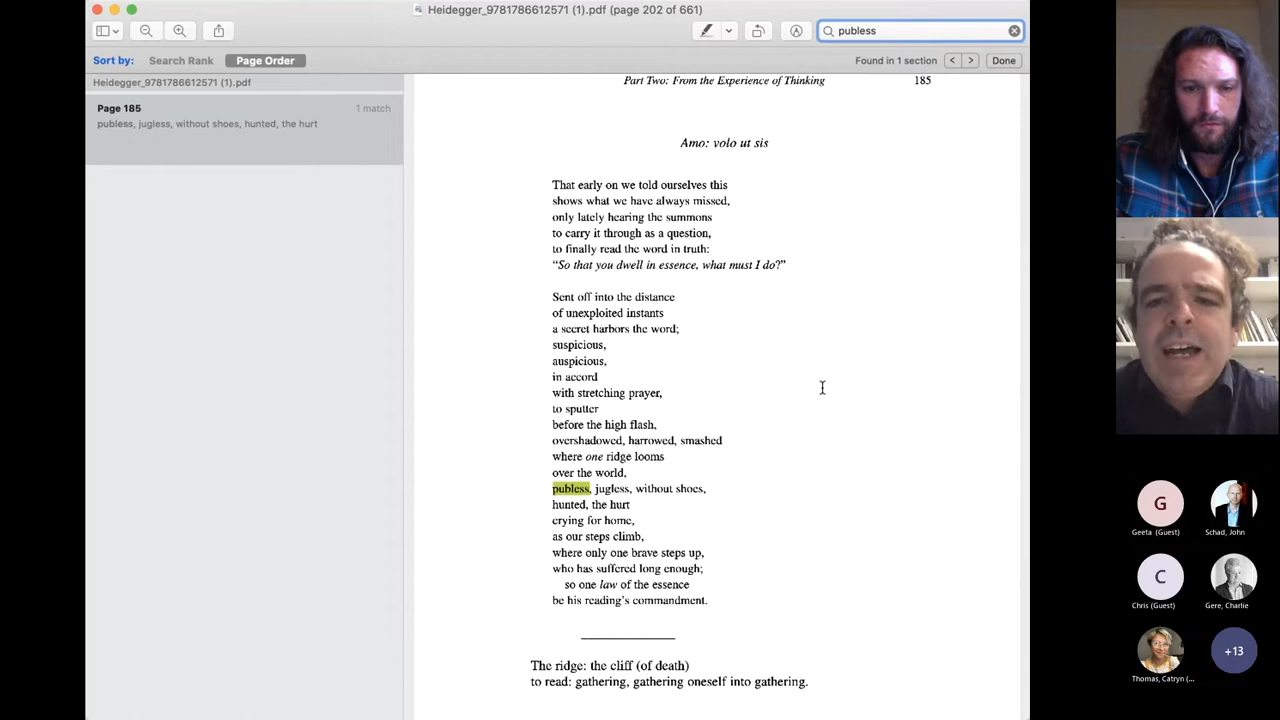 Heidegger_9781786612571 (1).pdf (page 202 of 661)
publess
Sort by:
Search Rank
Page Order
Found in 1 section
Done
Heidegger_9781786612571 (1).pdf
Page 185
1 match
publess, jugless, without shoes, hunted, the hurt
Part Two: From the Experience of Thinking 185
Amo: volo ut sis
That early on we told ourselves this
shows what we have always missed,
only lately hearing the summons
to carry it through as a question,
to finally read the word in truth:
“So that you dwell in essence, what must I do?”
Sent off into the distance
of unexploited instants
a secret harbors the word;
suspicious,
auspicious,
in accord
with stretching prayer,
to sputter
before the high flash,
overshadowed, harrowed, smashed
where one ridge looms
over the world,
publess, jugless, without shoes,
hunted, the hurt
crying for home,
as our steps climb,
where only one brave steps up,
who has suffered long enough;
so one law of the essence
be his reading's commandment.
The ridge: the cliff (of death)
to read: gathering, gathering oneself into gathering.
G
Geeta (Guest)
Schad, John
C
Chris (Guest)
Gere, Charlie
Thomas, Catryn (...
+13